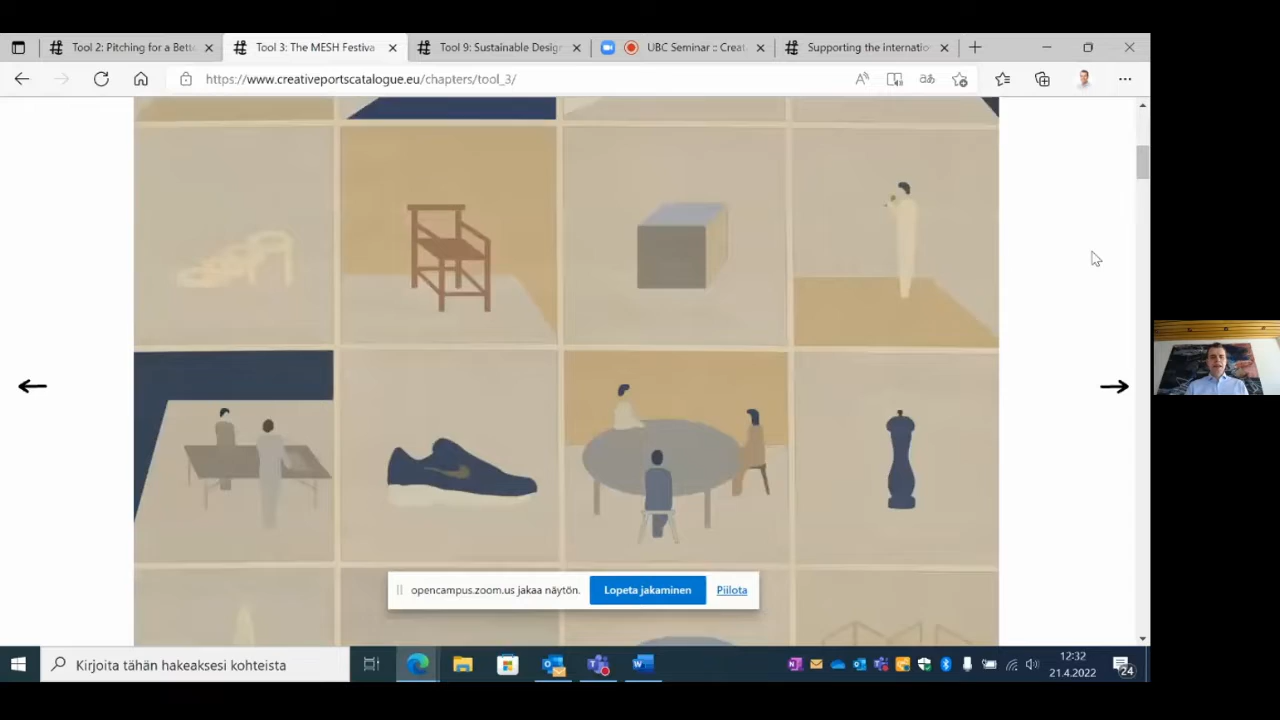 Tool 2: Pitching for a Bette
Tool 3: The MESH Festiva
Tool 9: Sustainable Desig
UBC Seminar :: Creat
Supporting the internatio
https://www.creativeportscatalogue.eu/chapters/tool_3/
opencampus.zoom.us jakaa näytön.
Lopeta jakaminen
Piilota
Kirjoita tähän hakeaksesi kohteista
12:32
21.4.2022
24